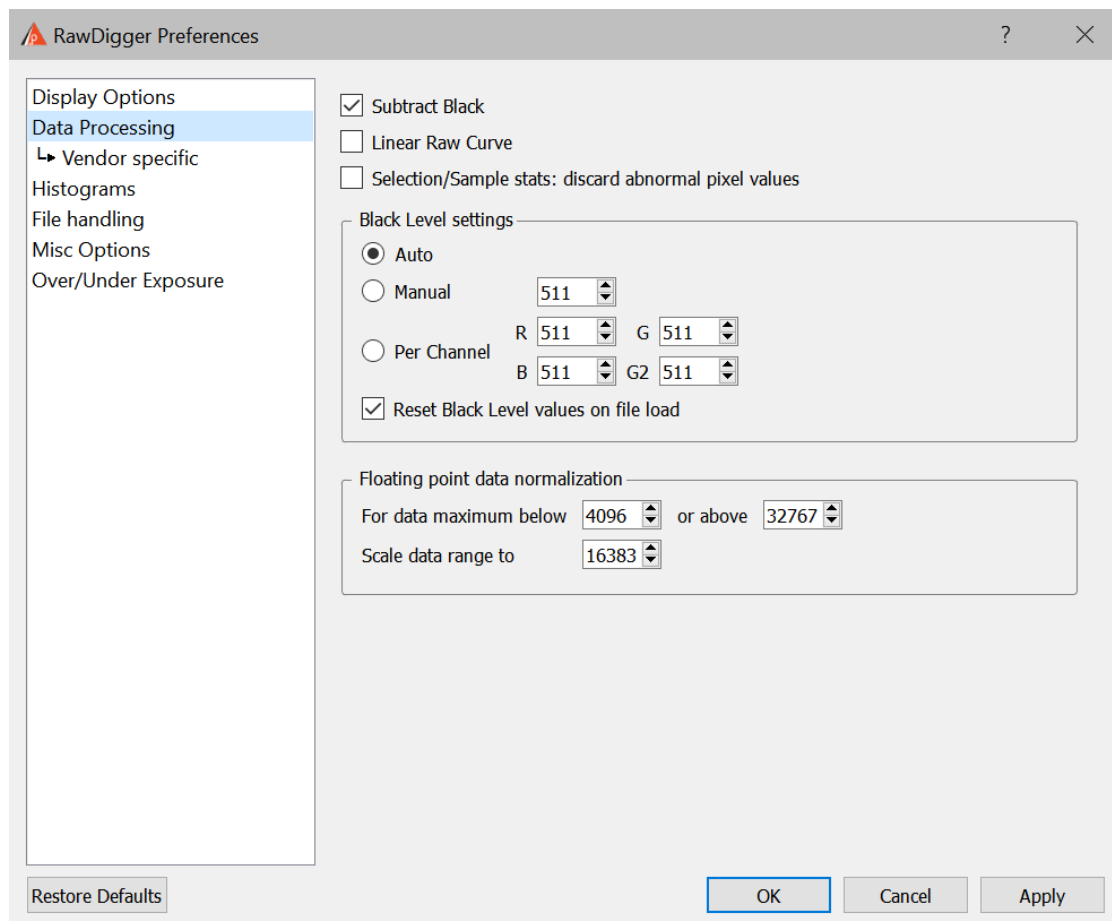 RawDigger Preferences
?
Display Options
Data Processing
Vendor specific
Histograms
File handling
Misc Options
Over/Under Exposure
Subtract Black
Linear Raw Curve
Selection/Sample stats: discard abnormal pixel values
Black Level settings
Auto
Manual 511
Per Channel
R 511 G 511
B 511 G2 511
Reset Black Level values on file load
Floating point data normalization
For data maximum below 4096 or above 32767
Scale data range to 16383
Restore Defaults OK Cancel Apply